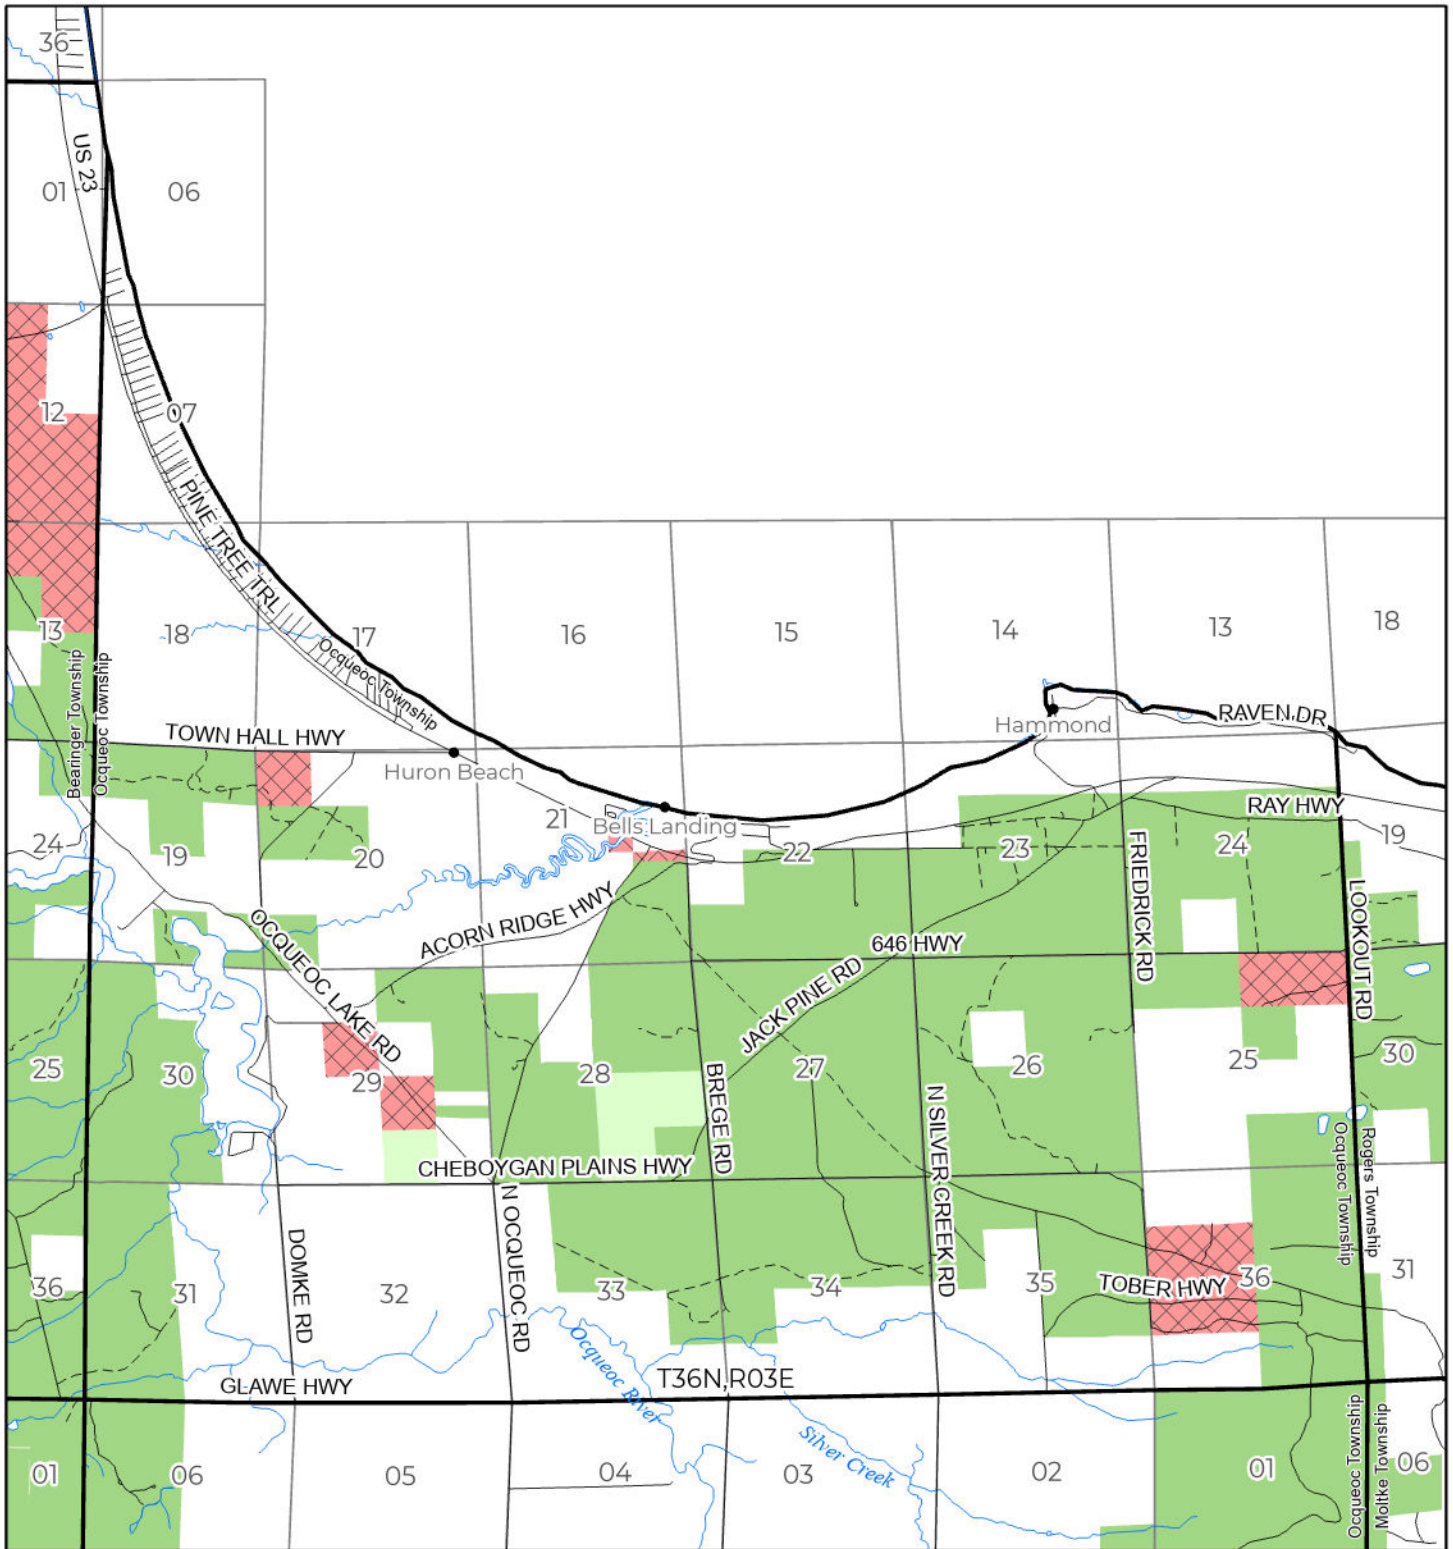 36
US 23
01
06
12
07
PINE TREE TRL
13
18
17
16
15
14
13
18
Ocqueoc Township
Bearinger Township
Ocqueoc Township
TOWN HALL HWY
Hammond
RAVEN DR
Huron Beach
RAY HWY
21
Bells Landing
24
19
20
22
23
24
19
FRIEDRICK RD
LOOKOUT RD
ACORN RIDGE HWY
646 HWY
OCQUEOC LAKE RD
JACK PINE RD
25
30
29
28
27
26
25
30
BREGE RD
N SILVER CREEK RD
CHEBOYGAN PLAINS HWY
Ocqueoc Township
Rogers Township
N OCQUEOC RD
DOMKE RD
36
31
32
33
34
35
TOBER HWY
36
31
Ocqueoc River
GLAWE HWY
T36N,R03E
Silver Creek
Ocqueoc Township
Moltke Township
01
06
05
04
03
02
01
06